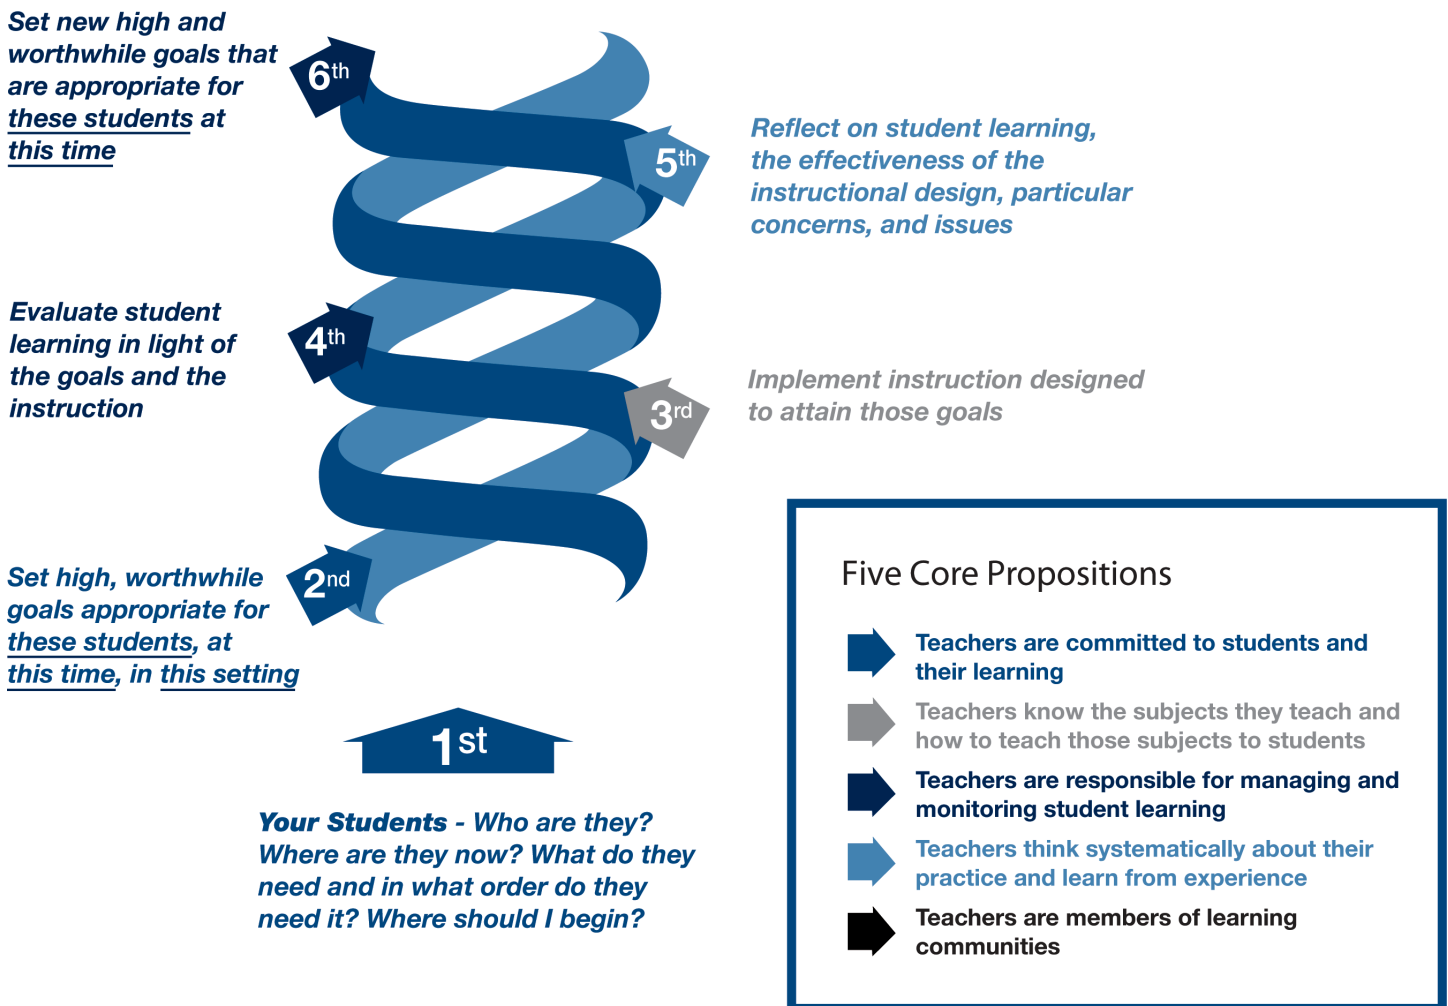 Set new high and
worthwhile goals that
are appropriate for
these students at
this time
6th
5th
Reflect on student learning,
the effectiveness of the
instructional design, particular
concerns, and issues
Evaluate student
learning in light of
the goals and the
instruction
4th
3rd
Implement instruction designed
to attain those goals
Set high, worthwhile
goals appropriate for
these students, at
this time, in this setting
2nd
1st
Your Students - Who are they?
Where are they now? What do they
need and in what order do they
need it? Where should I begin?
Five Core Propositions
Teachers are committed to students and
their learning
Teachers know the subjects they teach and
how to teach those subjects to students
Teachers are responsible for managing and
monitoring student learning
Teachers think systematically about their
practice and learn from experience
Teachers are members of learning
communities